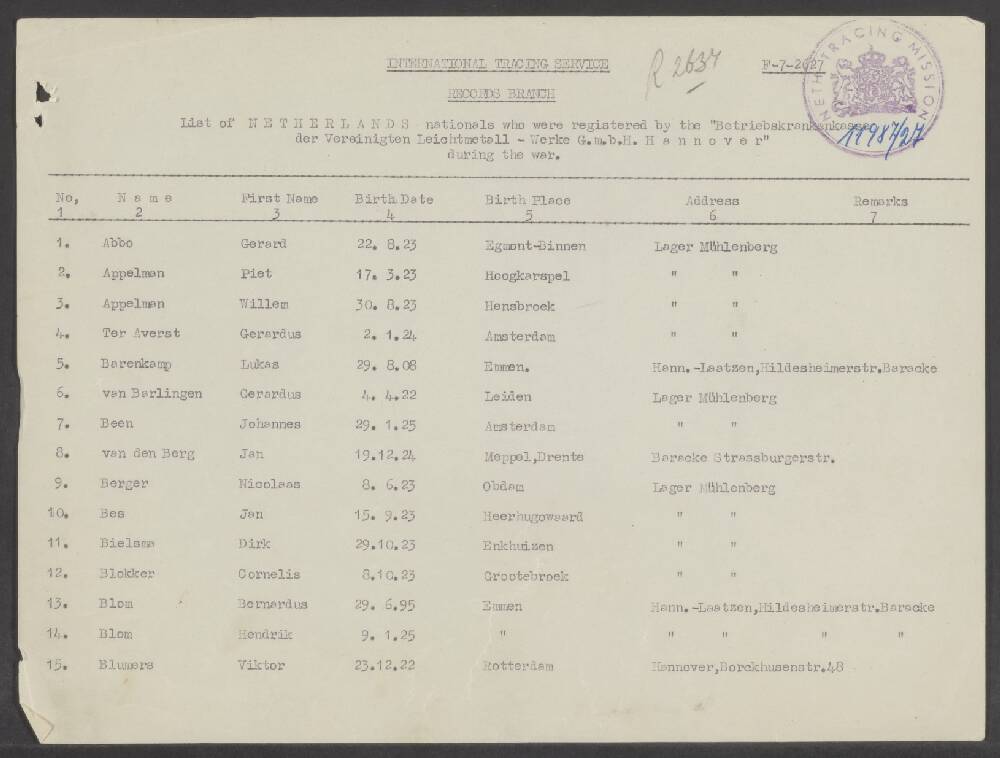 INTERNATIONAL TRACING SERVICE
R 2637
F-7-2627
NETH. TRACING MISSION
RECORDS BRANCH
List of N E T H E R L A N D S nationals who were registered by the "Betriebskrankenkasse
11987/27
der Vereinigten Leichtmetall - Werke G.m.b.H. H a n n o v e r"
during the war.
No, N a m e First Name Birth Date Birth Place Address Remarks
1 2 3 4 5 6 7
1. Abbo Gerard 22. 8.23 Egmont-Binnen Lager Mühlenberg
2. Appelman Piet 17. 3.23 Hoogkarspel " "
3. Appelman Willem 30. 8.23 Hensbroek " "
4. Ter Averst Gerardus 2. 1.24 Amsterdam " "
5. Barenkamp Lukas 29. 8.08 Emmen. Hann.-Laatzen,Hildesheimerstr.Baracke
6. van Barlingen Gerardus 4. 4.22 Leiden Lager Mühlenberg
7. Been Johannes 29. 1.25 Amsterdam " "
8. van den Berg Jan 19.12.24 Meppel,Drente Baracke Strassburgerstr.
9. Berger Nicolaas 8. 6.23 Obdam Lager Mühlenberg
10. Bes Jan 15. 9.23 Heerhugowaard " "
11. Bielsma Dirk 29.10.23 Enkhuizen " "
12. Blokker Cornelis 8.10.23 Grootebroek " "
13. Blom Bernardus 29. 6.95 Emmen Hann.-Laatzen,Hildesheimerstr.Baracke
14. Blom Hendrik 9. 1.25 " " " " "
15. Blumers Viktor 23.12.22 Rotterdam Hannover,Borckhusenstr.48